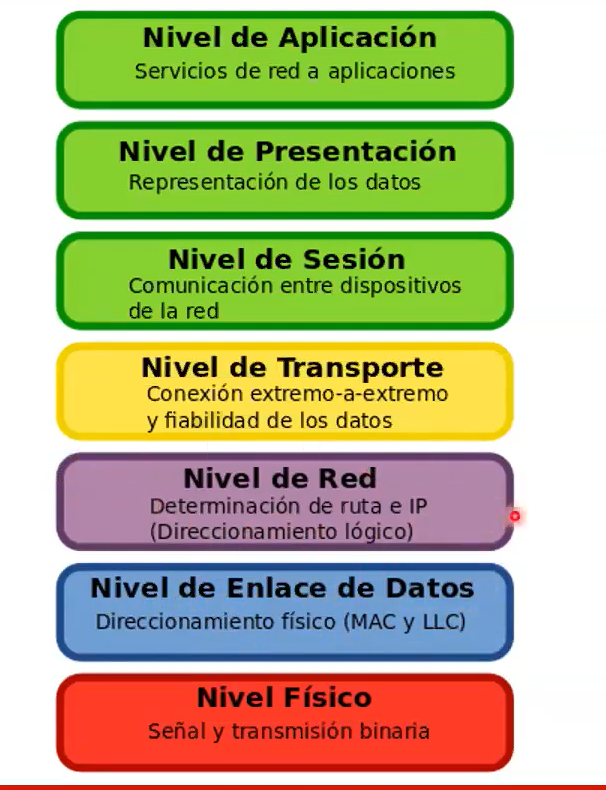 Nivel de Aplicación
Servicios de red a aplicaciones
Nivel de Presentación
Representación de los datos
Nivel de Sesión
Comunicación entre dispositivos
de la red
Nivel de Transporte
Conexión extremo-a-extremo
y fiabilidad de los datos
Nivel de Red
Determinación de ruta e IP
(Direccionamiento lógico)
Nivel de Enlace de Datos
Direccionamiento físico (MAC y LLC)
Nivel Físico
Señal y transmisión binaria